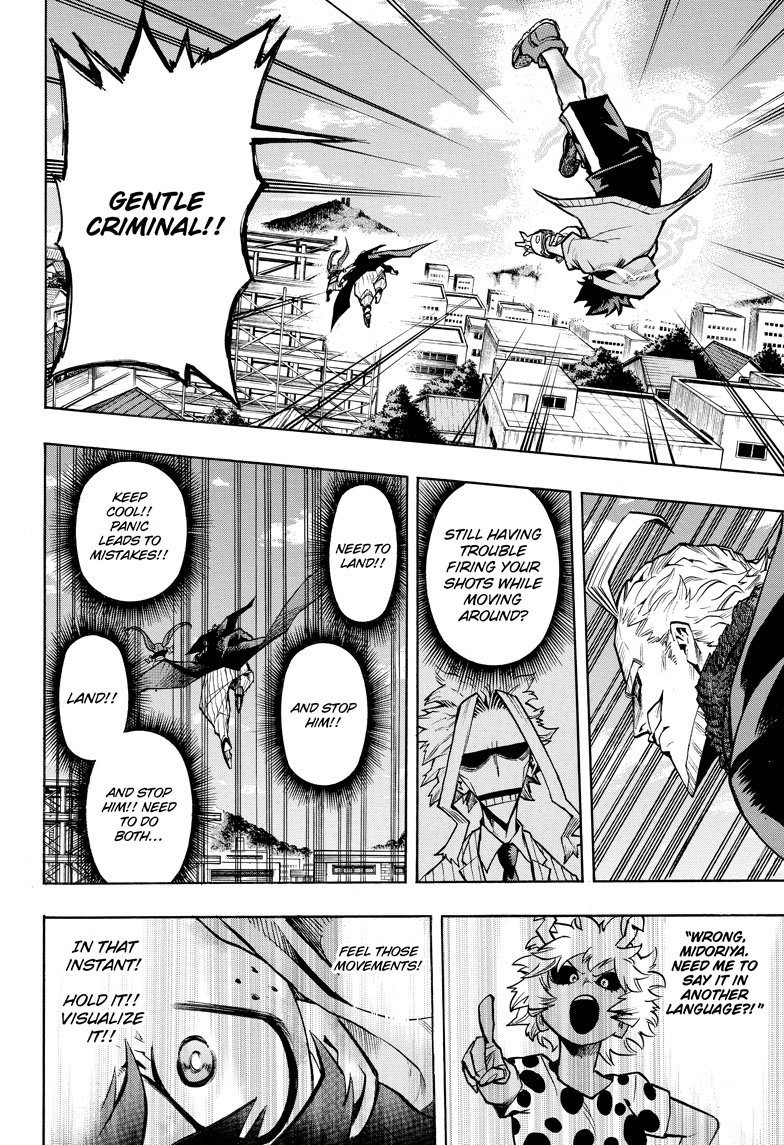 GENTLE
CRIMINAL!!
STILL HAVING
TROUBLE
FIRING YOUR
SHOTS WHILE
MOVING
AROUND?
NEED TO
LAND!!
AND STOP
HIM!!
KEEP
COOL!!
PANIC
LEADS TO
MISTAKES!!
LAND!!
AND STOP
HIM!! NEED
TO DO
BOTH...
"WRONG,
MIDORIYA.
NEED ME TO
SAY IT IN
ANOTHER
LANGUAGE?!"
FEEL THOSE
MOVEMENTS!
IN THAT
INSTANT!
HOLD IT!!
VISUALIZE
IT!!